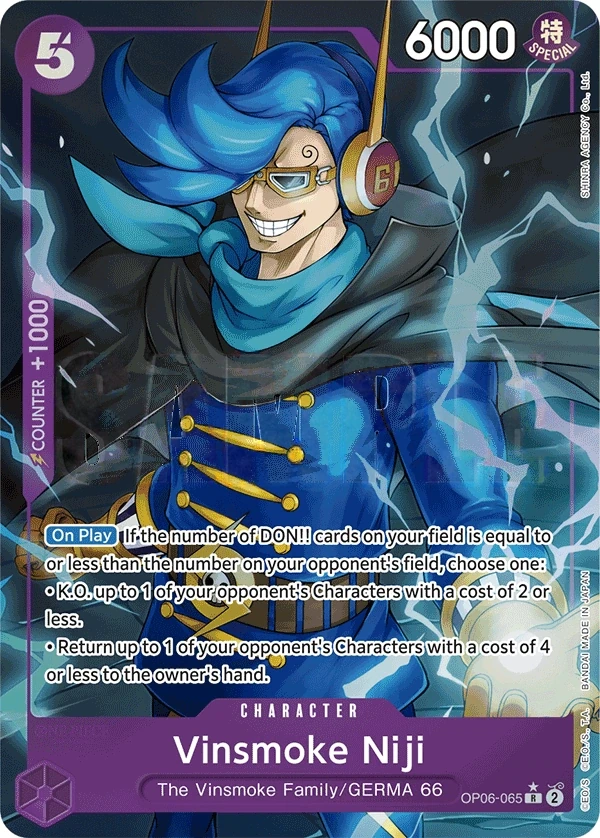 5
6000
特
SPECIAL
SHINRA AGENCY Co., Ltd.
66
COUNTER +1000
On Play If the number of DON!! cards on your field is equal to
or less than the number on your opponent's field, choose one:
• K.O. up to 1 of your opponent's Characters with a cost of 2 or
less.
• Return up to 1 of your opponent's Characters with a cost of 4
or less to the owner's hand.
BANDAI MADE IN JAPAN
©E.O/S., T.A.
©EO/S
CHARACTER
ONE PIECE
Vinsmoke Niji
The Vinsmoke Family/GERMA 66
OP06-065 R 2